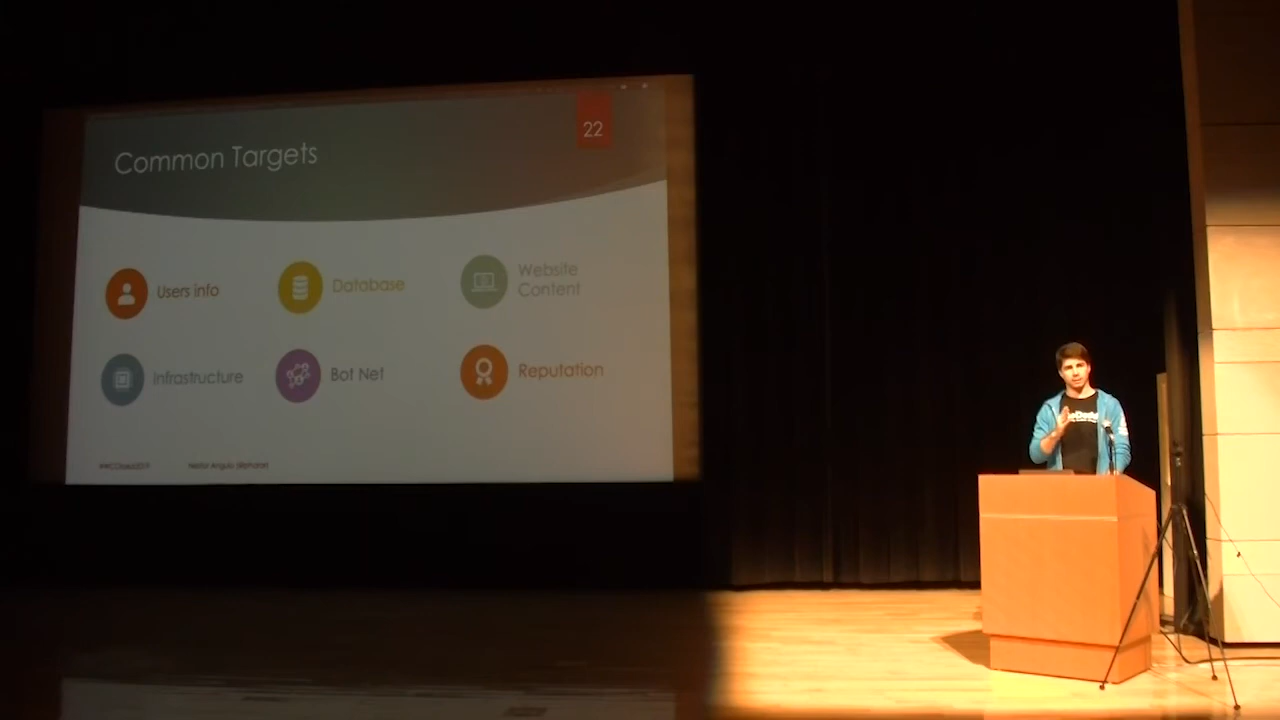 22
Common Targets
Users info
Database
Website
Content
Infrastructure
Bot Net
Reputation